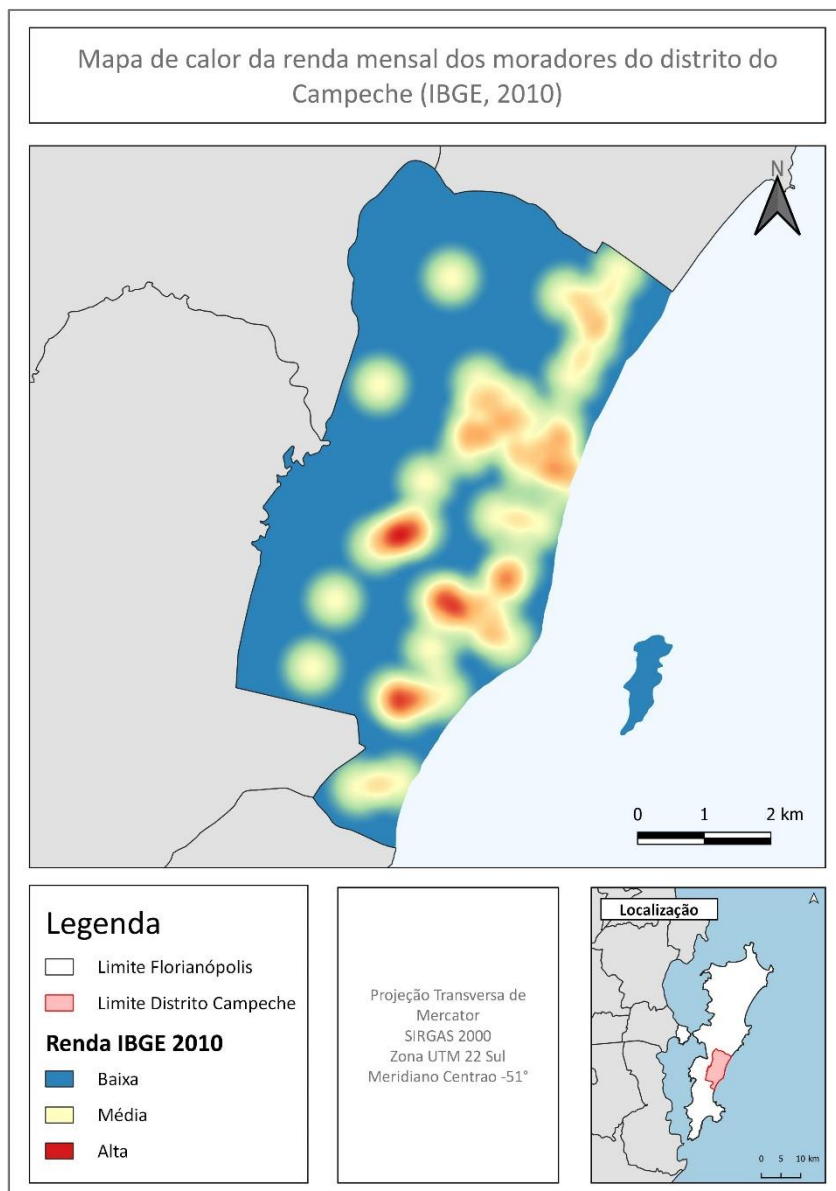 Mapa de calor da renda mensal dos moradores do distrito do
Campeche (IBGE, 2010)
N
0 1 2 km
Legenda
Limite Florianópolis
Limite Distrito Campeche
Renda IBGE 2010
Baixa
Média
Alta
Projeção Transversa de
Mercator
SIRGAS 2000
Zona UTM 22 Sul
Meridiano Centrao -51°
Localização
0 5 10 km